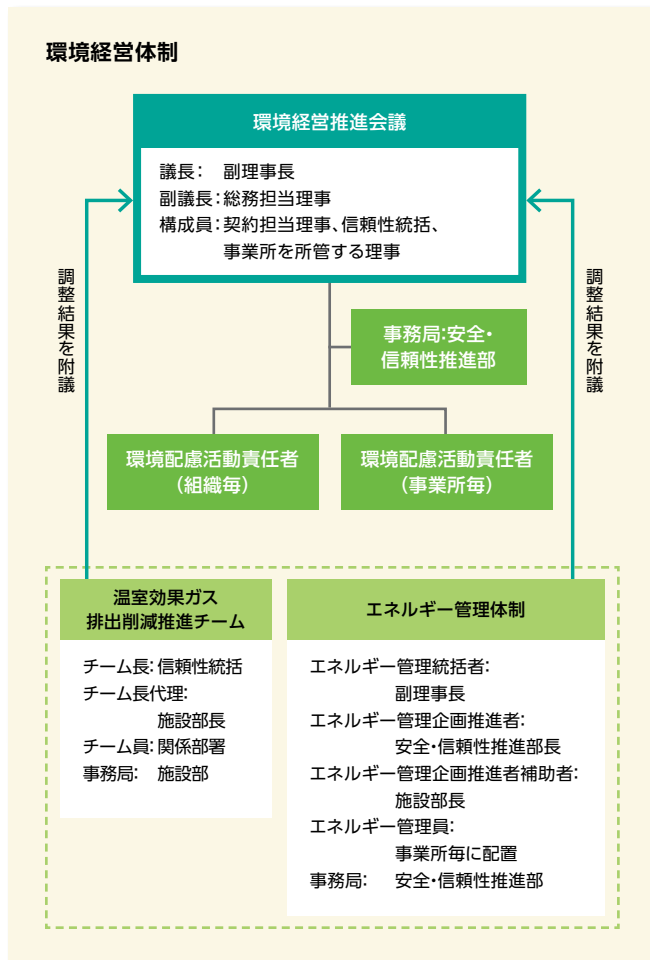 環境経営体制
環境経営推進会議
議長： 副理事長
副議長：総務担当理事
構成員：契約担当理事、信頼性統括、
事業所を所管する理事
調整結果を附議
調整結果を附議
事務局：安全・
信頼性推進部
環境配慮活動責任者
（組織毎）
環境配慮活動責任者
（事業所毎）
温室効果ガス
排出削減推進チーム
チーム長：信頼性統括
チーム長代理：
施設部長
チーム員：関係部署
事務局： 施設部
エネルギー管理体制
エネルギー管理統括者：
副理事長
エネルギー管理企画推進者：
安全・信頼性推進部長
エネルギー管理企画推進者補助者：
施設部長
エネルギー管理員：
事業所毎に配置
事務局： 安全・信頼性推進部